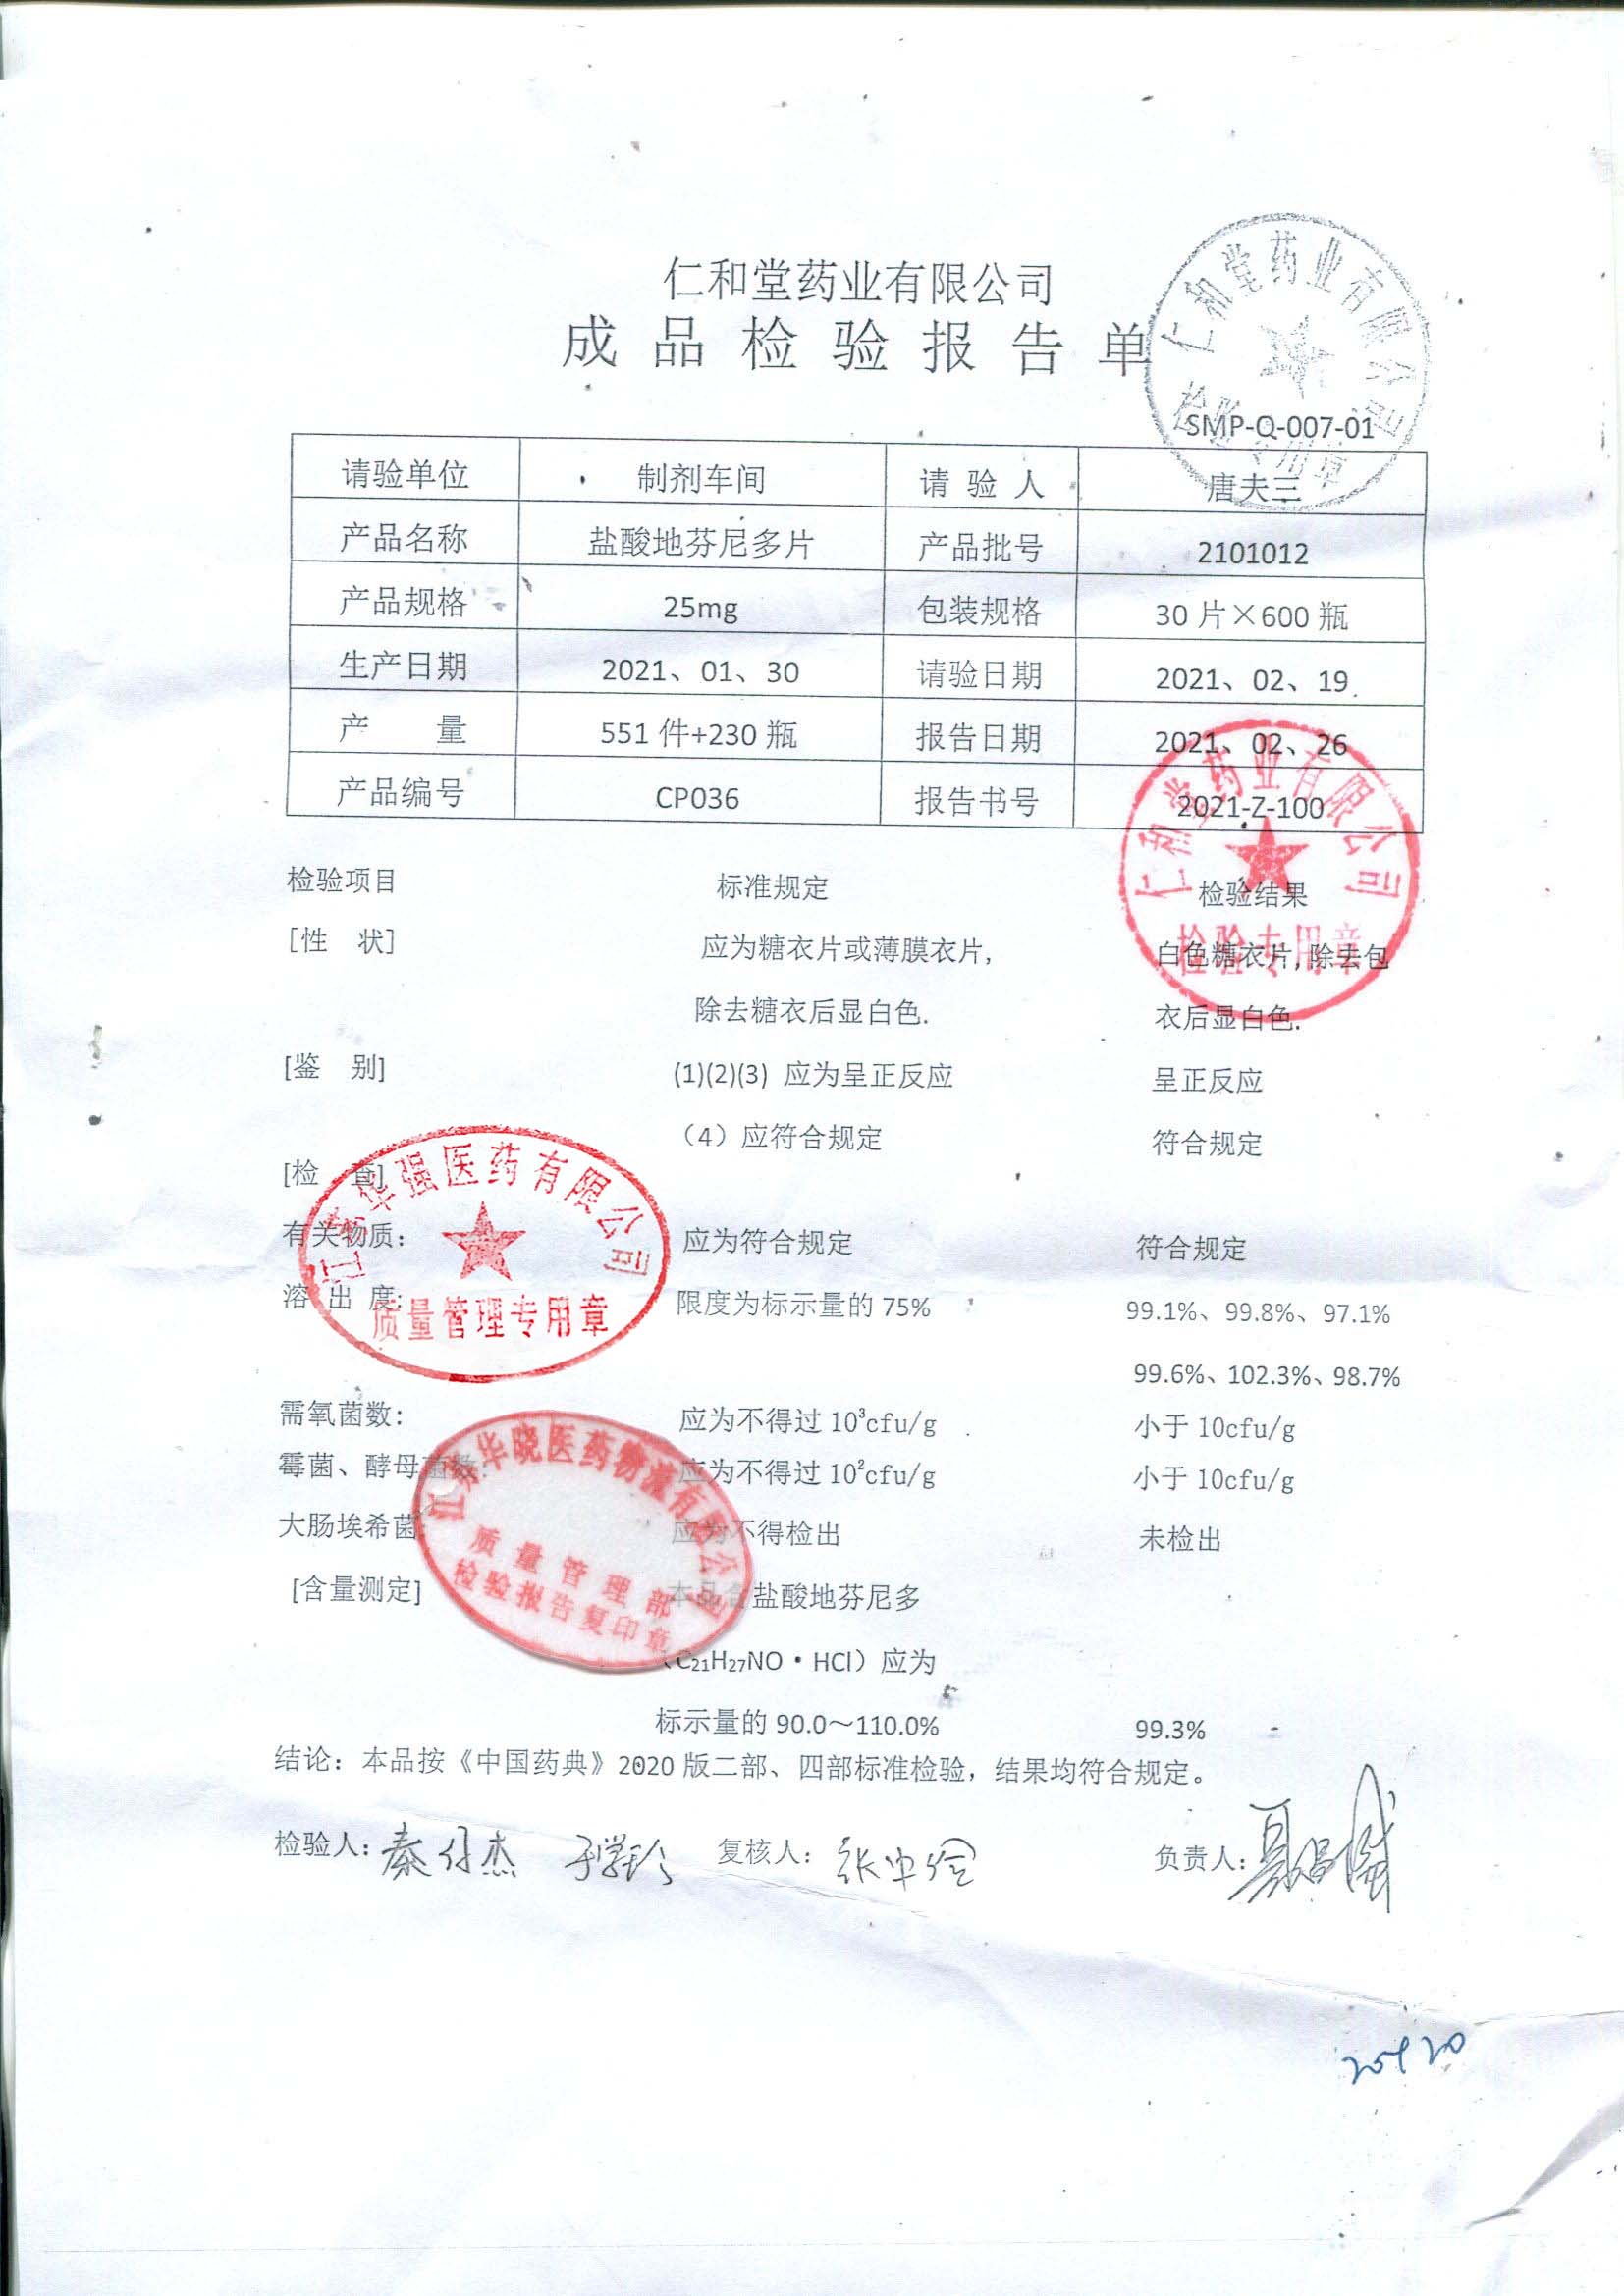 仁和堂药业有限公司
成品检验报告单
仁和堂药业有限公司
检验专用章
SMP-Q-007-01
请验单位 制剂车间 请验人 唐夫三
产品名称 盐酸地芬尼多片 产品批号 2101012
产品规格 25mg 包装规格 30片×600瓶
生产日期 2021、01、30 请验日期 2021、02、19
产 量 551件+230瓶 报告日期 2021、02、26
产品编号 CP036 报告书号 2021-Z-100
仁和堂药业有限公司
检验专用章
检验项目 标准规定 检验结果
[性 状] 应为糖衣片或薄膜衣片, 白色糖衣片,除去包
除去糖衣后显白色. 衣后显白色.
[鉴 别] (1)(2)(3) 应为呈正反应 呈正反应
（4）应符合规定 符合规定
[检 查]
江苏华强医药有限公司
质量管理专用章
有关物质: 应为符合规定 符合规定
溶 出 度: 限度为标示量的75% 99.1%、99.8%、97.1%
99.6%、102.3%、98.7%
需氧菌数: 应为不得过10³cfu/g 小于10cfu/g
霉菌、酵母菌数: 应为不得过10²cfu/g 小于10cfu/g
江苏华晓医药物流有限公司
质量管理部
检验报告复印章
大肠埃希菌: 应为不得检出 未检出
[含量测定] 本品含盐酸地芬尼多
（C₂₁H₂₇NO·HCl）应为
标示量的90.0～110.0% 99.3%
结论：本品按《中国药典》2020版二部、四部标准检验，结果均符合规定。
检验人: 复核人: 负责人: